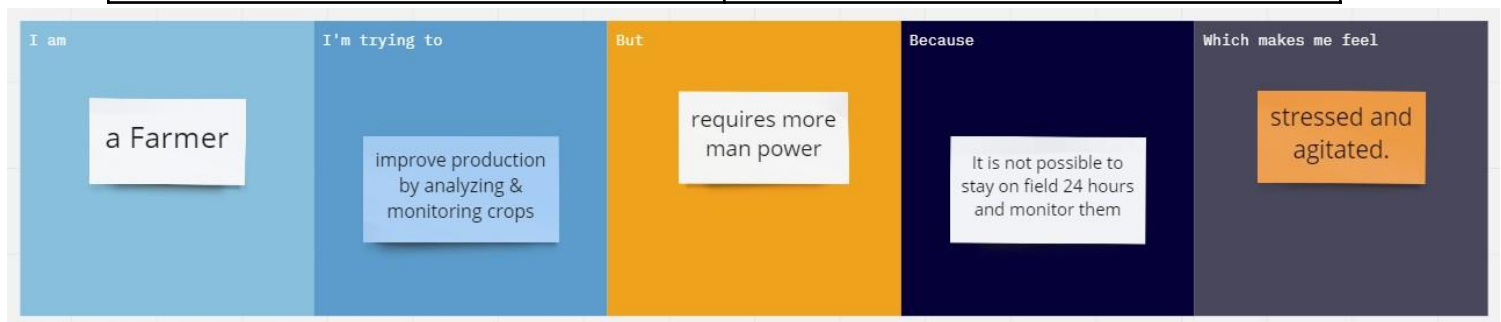 I am
a Farmer
I'm trying to
improve production
by analyzing &
monitoring crops
But
requires more
man power
Because
It is not possible to
stay on field 24 hours
and monitor them
Which makes me feel
stressed and
agitated.